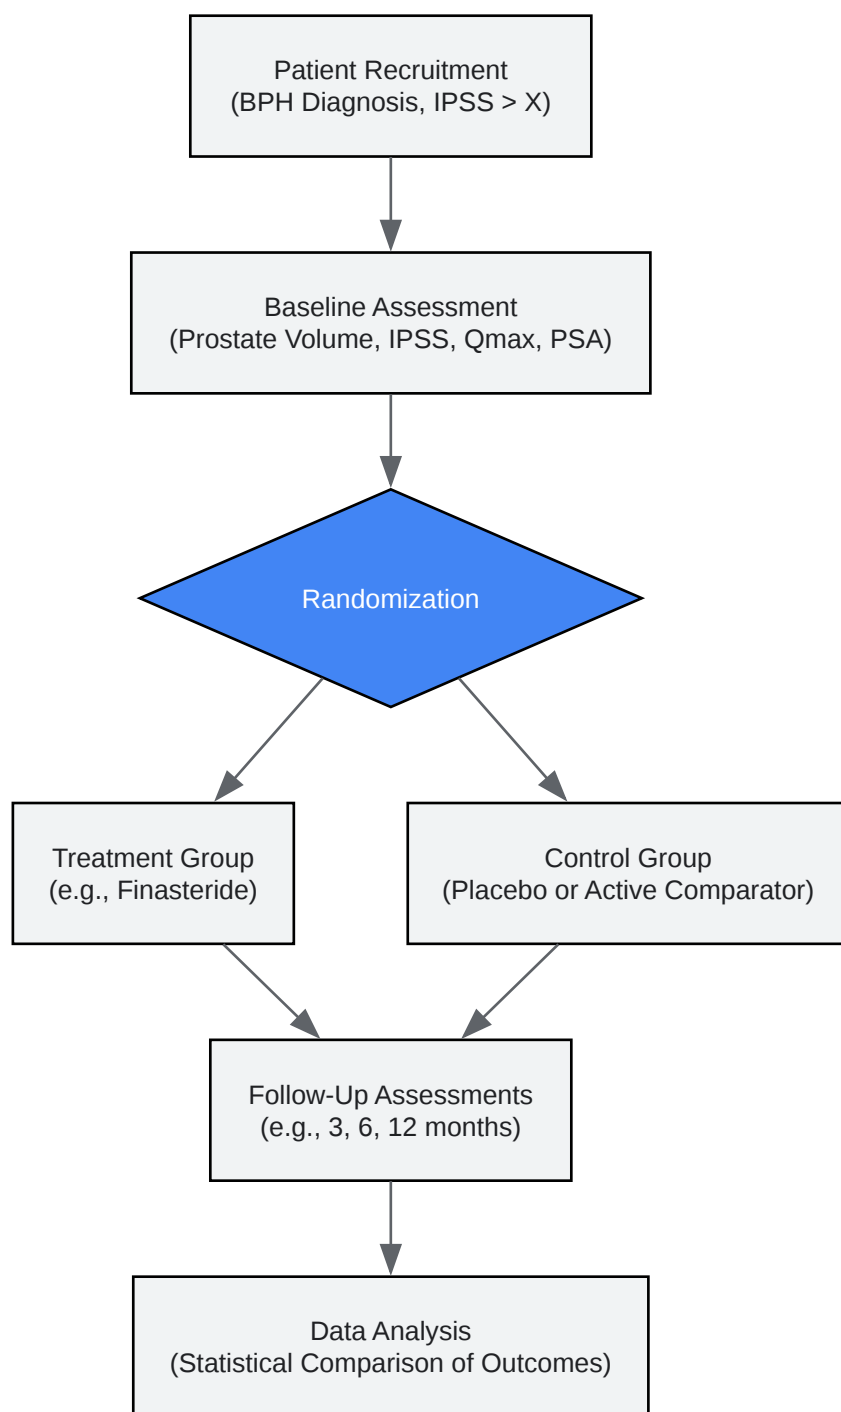 Patient Recruitment
(BPH Diagnosis, IPSS > X)
Baseline Assessment
(Prostate Volume, IPSS, Qmax, PSA)
Randomization
Treatment Group
(e.g., Finasteride)
Control Group
(Placebo or Active Comparator)
Follow-Up Assessments
(e.g., 3, 6, 12 months)
Data Analysis
(Statistical Comparison of Outcomes)